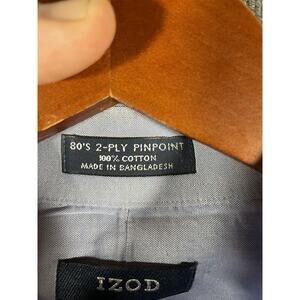 80'S 2-PLY PINPOINT
100% COTTON
MADE IN BANGLADESH
IZOD